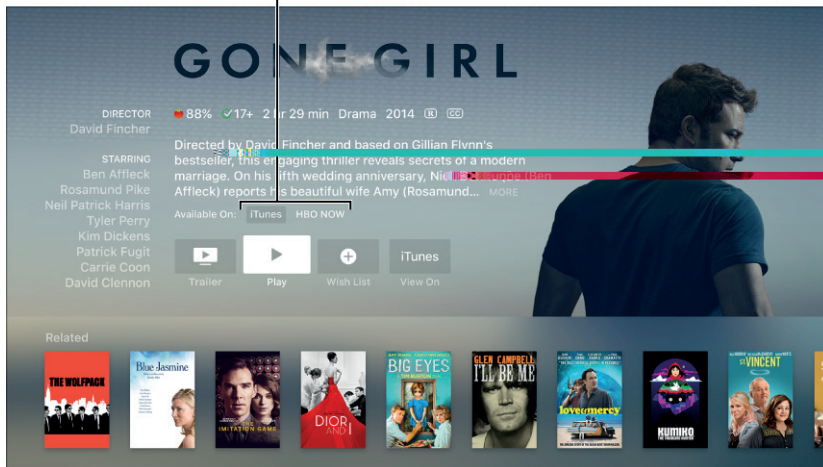 GONE GIRL
DIRECTOR
David Fincher
STARRING
Ben Affleck
Rosamund Pike
Neil Patrick Harris
Tyler Perry
Kim Dickens
Patrick Fugit
Carrie Coon
David Clennon
88% 17+ 2 hr 29 min Drama 2014 R CC
Directed by David Fincher and based on Gillian Flynn's
bestseller, this engaging thriller reveals secrets of a modern
marriage. On his fifth wedding anniversary, (Ben
Affleck) reports his beautiful wife Amy (Rosamund... MORE
Available On: iTunes HBO NOW
iTunes
Trailer Play Wish List View On
Related
THE WOLFPACK
Blue Jasmine
THE IMITATION GAME
DIOR AND I
BIG EYES
GLEN CAMPBELL
I'LL BE ME
love&mercy
KUMIKO
ST. VINCENT